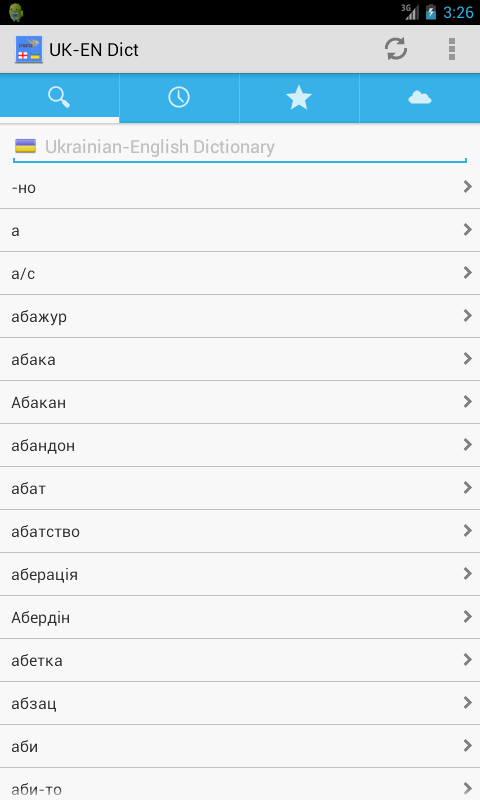 3G
3:26
UK-EN Dict
Ukrainian-English Dictionary
-но
а
а/с
абажур
абака
Абакан
абандон
абат
абатство
аберація
Абердін
абетка
абзац
аби
аби-то